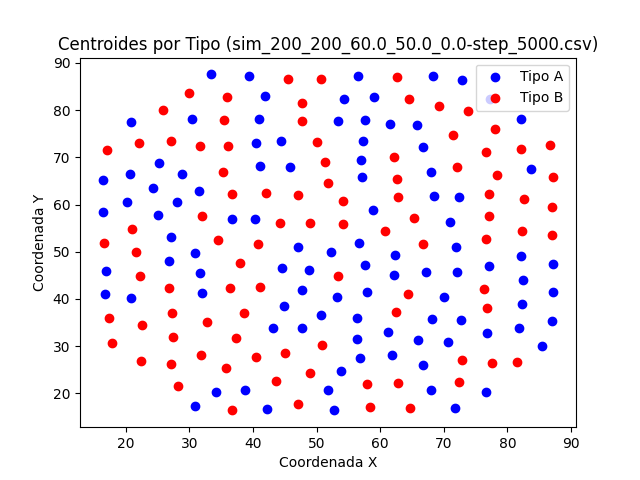 Centroides por Tipo (sim_200_200_60.0_50.0_0.0-step_5000.csv)
90
80
70
60
50
40
30
20
Coordenada Y
Tipo A
Tipo B
20 30 40 50 60 70 80 90
Coordenada X